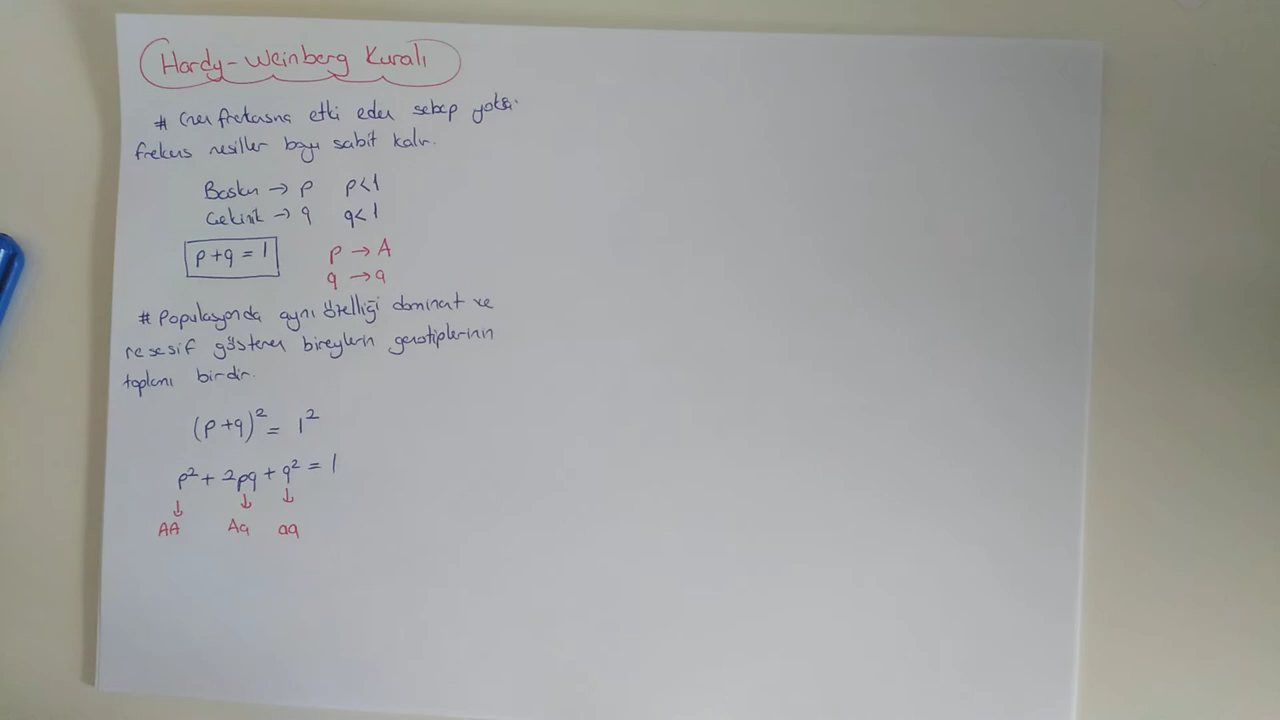 Hardy-Weinberg Kuralı
# Gen frekansına etki eden sebep yoksa
frekans nesiller boyu sabit kalır.
Baskın → p p<1
Çekinik → q q<1
p+q = 1 p → A
q → a
# Populasyonda aynı özelliği dominant ve
resesif gösteren bireylerin genotiplerinin
toplamı birdir.
(p+q)² = 1²
p² + 2pq + q² = 1
↓ ↓ ↓
AA Aa aa